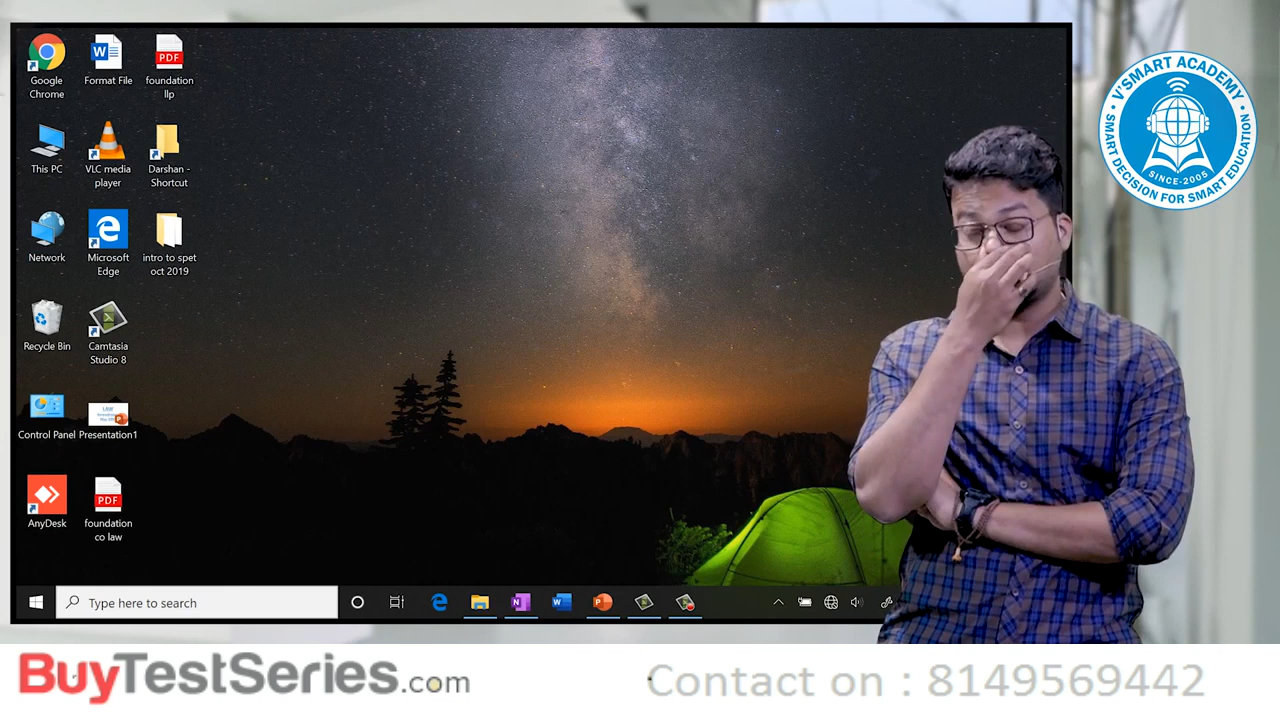 Google
Chrome
Format File
foundation
llp
This PC
VLC media
player
Darshan -
Shortcut
Network
Microsoft
Edge
intro to spet
oct 2019
Recycle Bin
Camtasia
Studio 8
Control Panel
Presentation1
AnyDesk
foundation
co law
PDF
PDF
Type here to search
V'SMART ACADEMY
SINCE-2005
SMART DECISION FOR SMART EDUCATION
BuyTestSeries.com
Contact on : 8149569442